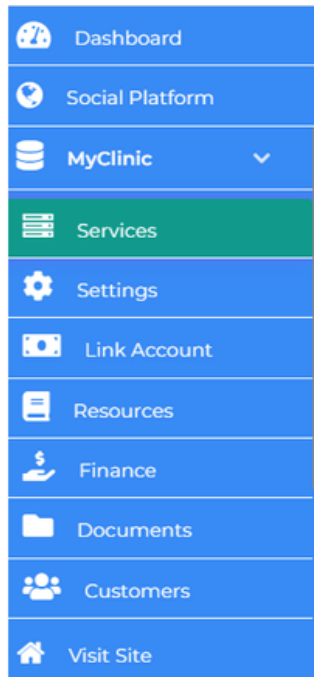 Dashboard
Social Platform
MyClinic
Services
Settings
Link Account
Resources
Finance
Documents
Customers
Visit Site